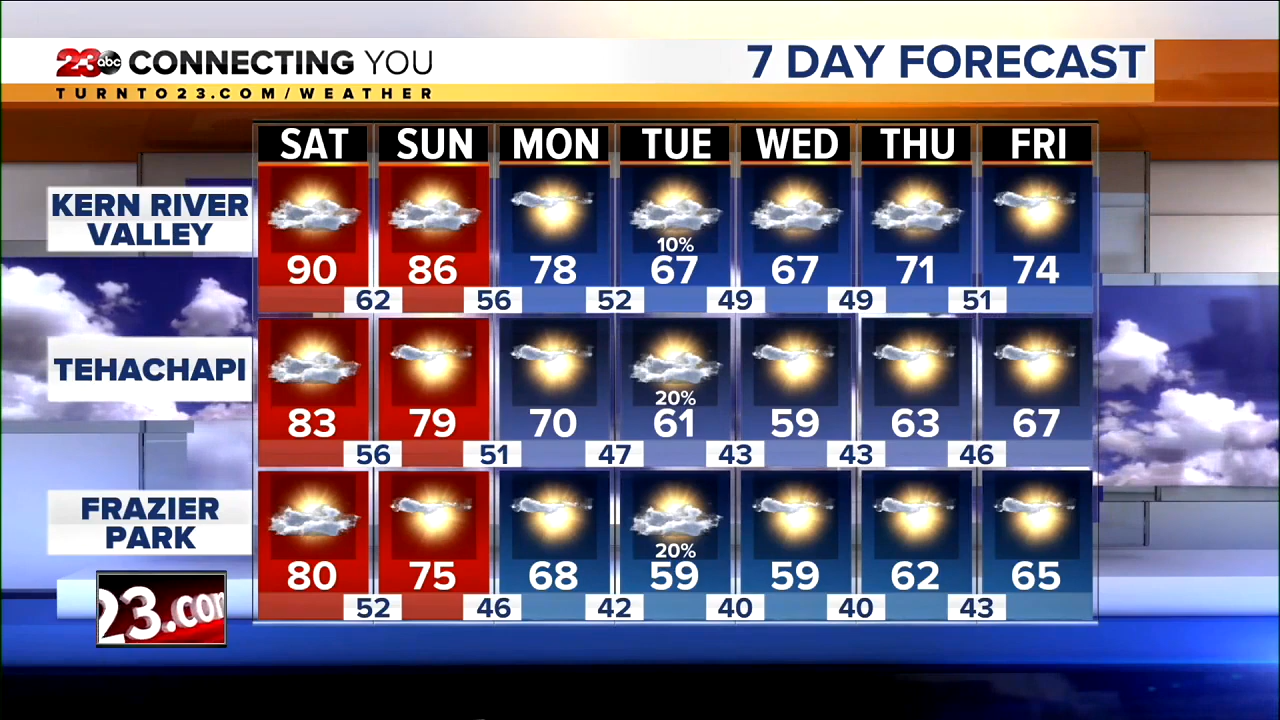 23 abc CONNECTING YOU
7 DAY FORECAST
TURNTO23.COM/WEATHER
SAT SUN MON TUE WED THU FRI
KERN RIVER
VALLEY
10%
90 86 78 67 67 71 74
62 56 52 49 49 51
TEHACHAPI
20%
83 79 70 61 59 63 67
56 51 47 43 43 46
FRAZIER
PARK
20%
80 75 68 59 59 62 65
52 46 42 40 40 43
23.com